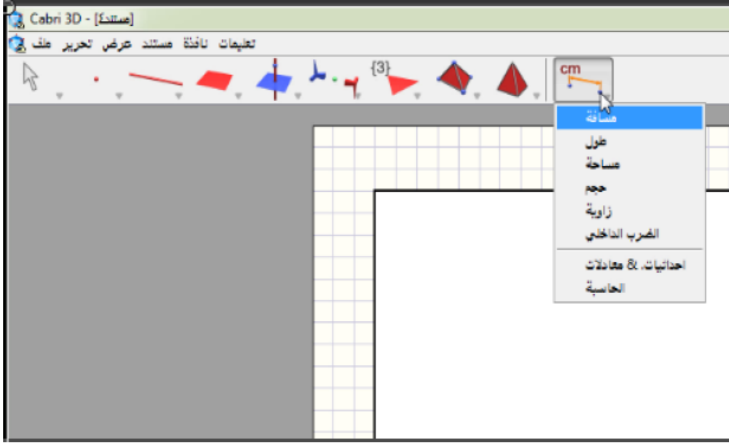 Cabri 3D - [مستند٤]
ملف تحرير عرض مستند نافذة تعليمات
{3}
cm
مسافة
طول
مساحة
حجم
زاوية
الضرب الداخلي
احداثيات & معادلات
الحاسبة